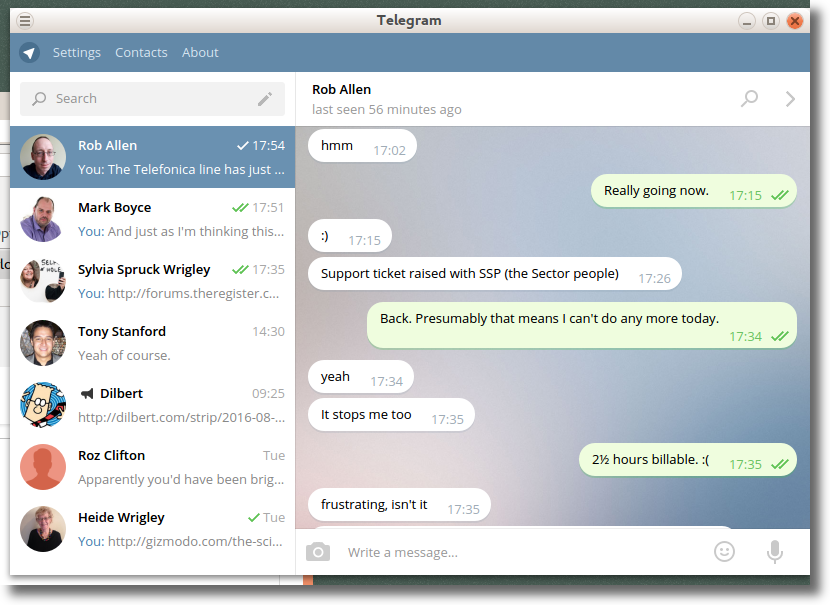 Telegram
Settings Contacts About
Search
Rob Allen 17:54
You: The Telefonica line has just ...
Mark Boyce 17:51
You: And just as I'm thinking this...
Sylvia Spruck Wrigley 17:35
You: http://forums.theregister.c...
Tony Stanford 14:30
Yeah of course.
Dilbert 09:25
http://dilbert.com/strip/2016-08-...
Roz Clifton Tue
Apparently you'd have been brig...
Heide Wrigley Tue
You: http://gizmodo.com/the-sci...
Rob Allen
last seen 56 minutes ago
hmm 17:02
Really going now. 17:15
:) 17:15
Support ticket raised with SSP (the Sector people) 17:26
Back. Presumably that means I can't do any more today.
17:34
yeah 17:34
It stops me too 17:35
2½ hours billable. :( 17:35
frustrating, isn't it 17:35
Write a message...